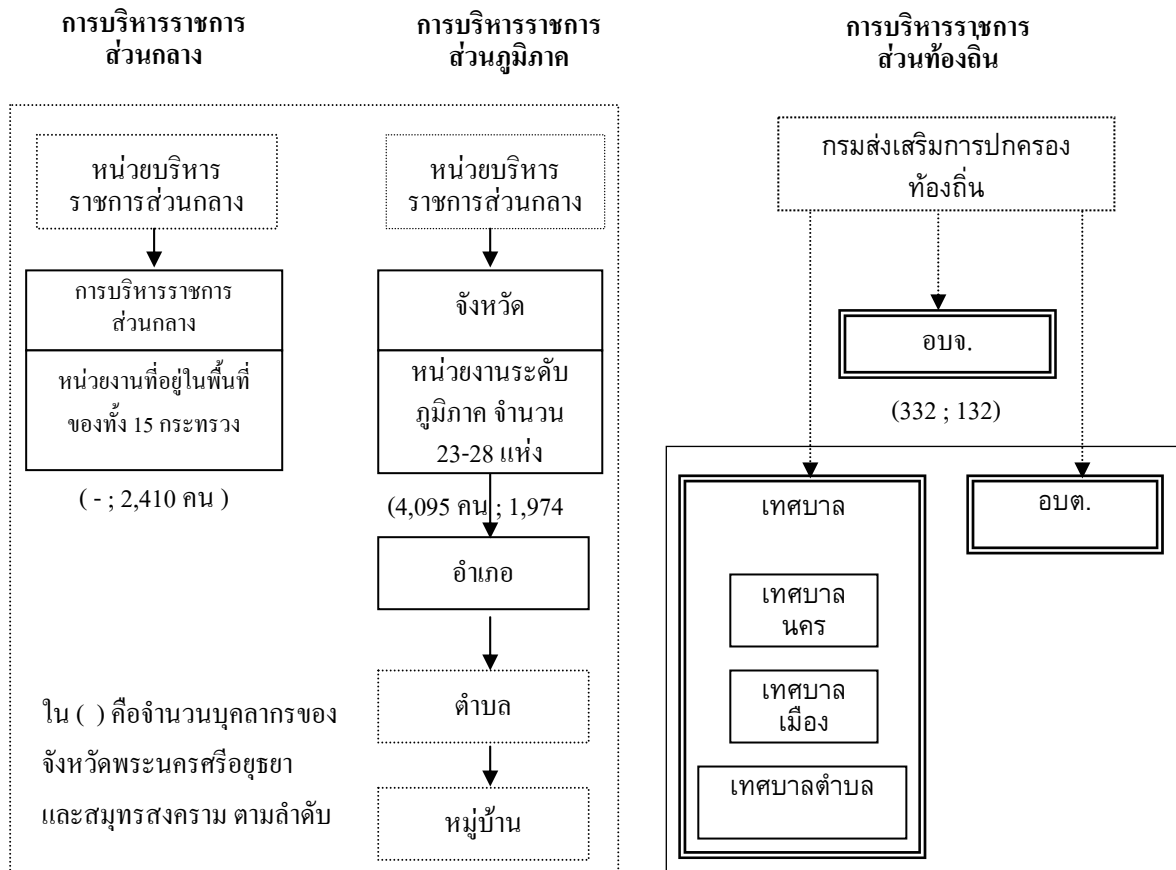 การบริหารราชการ
ส่วนกลาง
การบริหารราชการ
ส่วนภูมิภาค
การบริหารราชการ
ส่วนท้องถิ่น
หน่วยบริหาร
ราชการส่วนกลาง
หน่วยบริหาร
ราชการส่วนกลาง
กรมส่งเสริมการปกครอง
ท้องถิ่น
การบริหารราชการ
ส่วนกลาง
หน่วยงานที่อยู่ในพื้นที่
ของทั้ง 15 กระทรวง
( - ; 2,410 คน )
จังหวัด
หน่วยงานระดับ
ภูมิภาค จำนวน
23-28 แห่ง
(4,095 คน ; 1,974
อำเภอ
ตำบล
หมู่บ้าน
อบจ.
(332 ; 132)
เทศบาล
เทศบาล
นคร
เทศบาล
เมือง
เทศบาลตำบล
อบต.
ใน ( ) คือจำนวนบุคลากรของ
จังหวัดพระนครศรีอยุธยา
และสมุทรสงคราม ตามลำดับ